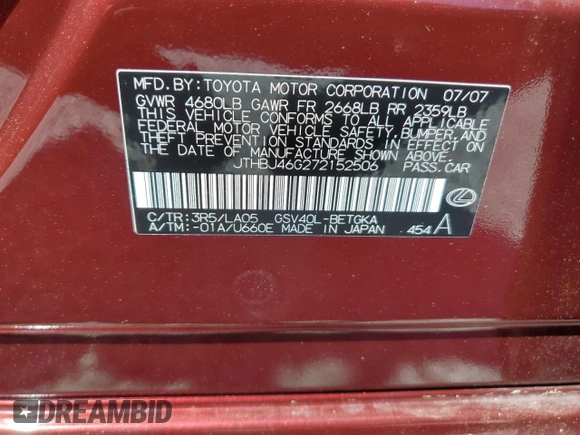 MFD.BY:TOYOTA MOTOR CORPORATION 07/07
GVWR 4680LB GAWR FR 2668LB RR 2359LB
THIS VEHICLE CONFORMS TO ALL APPLICABLE
FEDERAL MOTOR VEHICLE SAFETY,BUMPER,AND
THEFT PREVENTION STANDARDS IN EFFECT ON
THE DATE OF MANUFACTURE SHOWN ABOVE.
JTHBJ46G272152506 PASS.CAR
C/TR:3R5/LA05 GSV40L-BETGKA
A/TM:-01A/U660E MADE IN JAPAN 454 A
DREAMBID